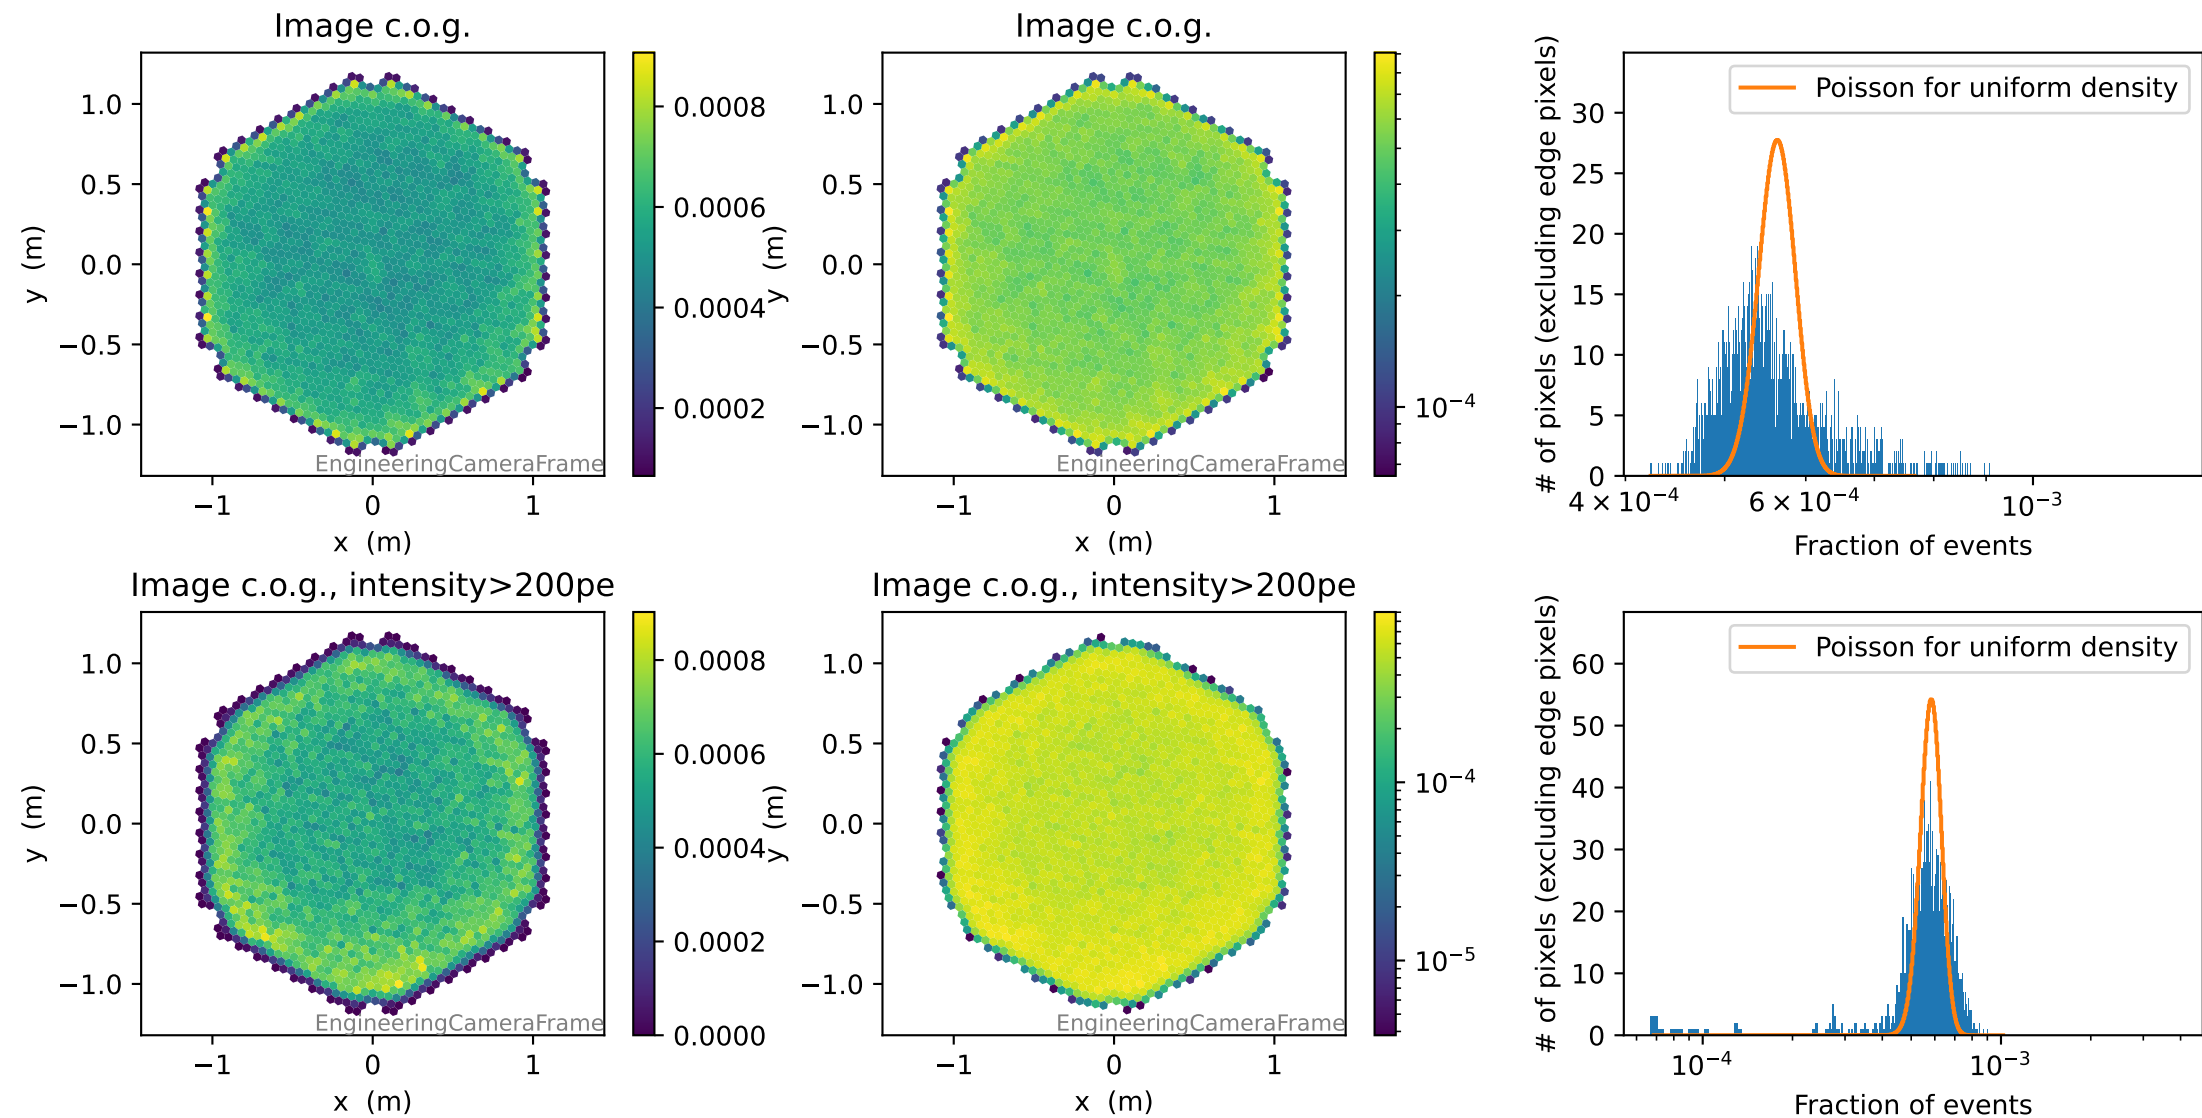 Image c.o.g.
y (m)
1.0
0.5
0.0
−0.5
−1.0
−1
0
1
x (m)
EngineeringCameraFrame
0.0008
0.0006
0.0004
0.0002
Image c.o.g.
y (m)
1.0
0.5
0.0
−0.5
−1.0
−1
0
1
x (m)
EngineeringCameraFrame
10⁻⁴
# of pixels (excluding edge pixels)
30
25
20
15
10
5
0
Poisson for uniform density
4 × 10⁻⁴
6 × 10⁻⁴
10⁻³
Fraction of events
Image c.o.g., intensity>200pe
y (m)
1.0
0.5
0.0
−0.5
−1.0
−1
0
1
x (m)
EngineeringCameraFrame
0.0008
0.0006
0.0004
0.0002
0.0000
Image c.o.g., intensity>200pe
y (m)
1.0
0.5
0.0
−0.5
−1.0
−1
0
1
x (m)
EngineeringCameraFrame
10⁻⁴
10⁻⁵
# of pixels (excluding edge pixels)
60
50
40
30
20
10
0
Poisson for uniform density
10⁻⁴
10⁻³
Fraction of events